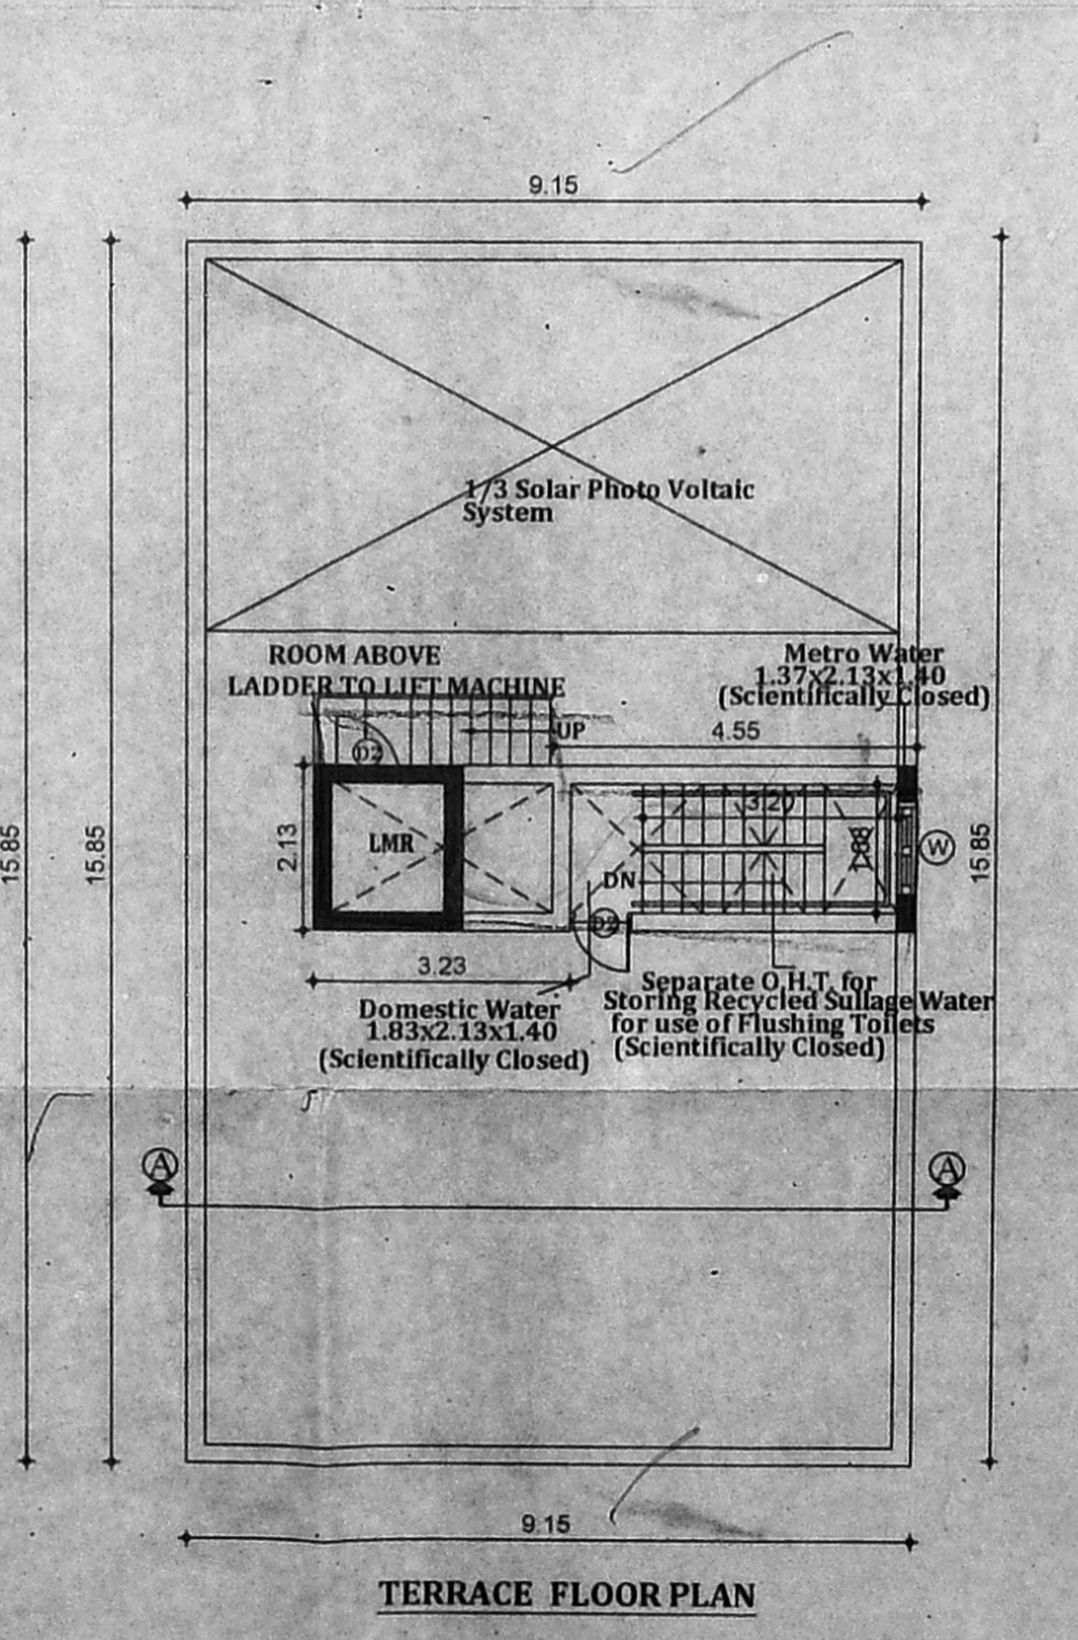 9.15
1/3 Solar Photo Voltaic
System
ROOM ABOVE
LADDER TO LIFT MACHINE
Metro Water
1.37x2.13x1.40
(Scientifically Closed)
UP
4.55
D2
3.20
2.13
LMR
1.88
W
15.85
15.85
15.85
DN
D2
3.23
Domestic Water
1.83x2.13x1.40
(Scientifically Closed)
Separate O.H.T. for
Storing Recycled Sullage Water
for use of Flushing Toilets
(Scientifically Closed)
A
A
9.15
TERRACE FLOOR PLAN